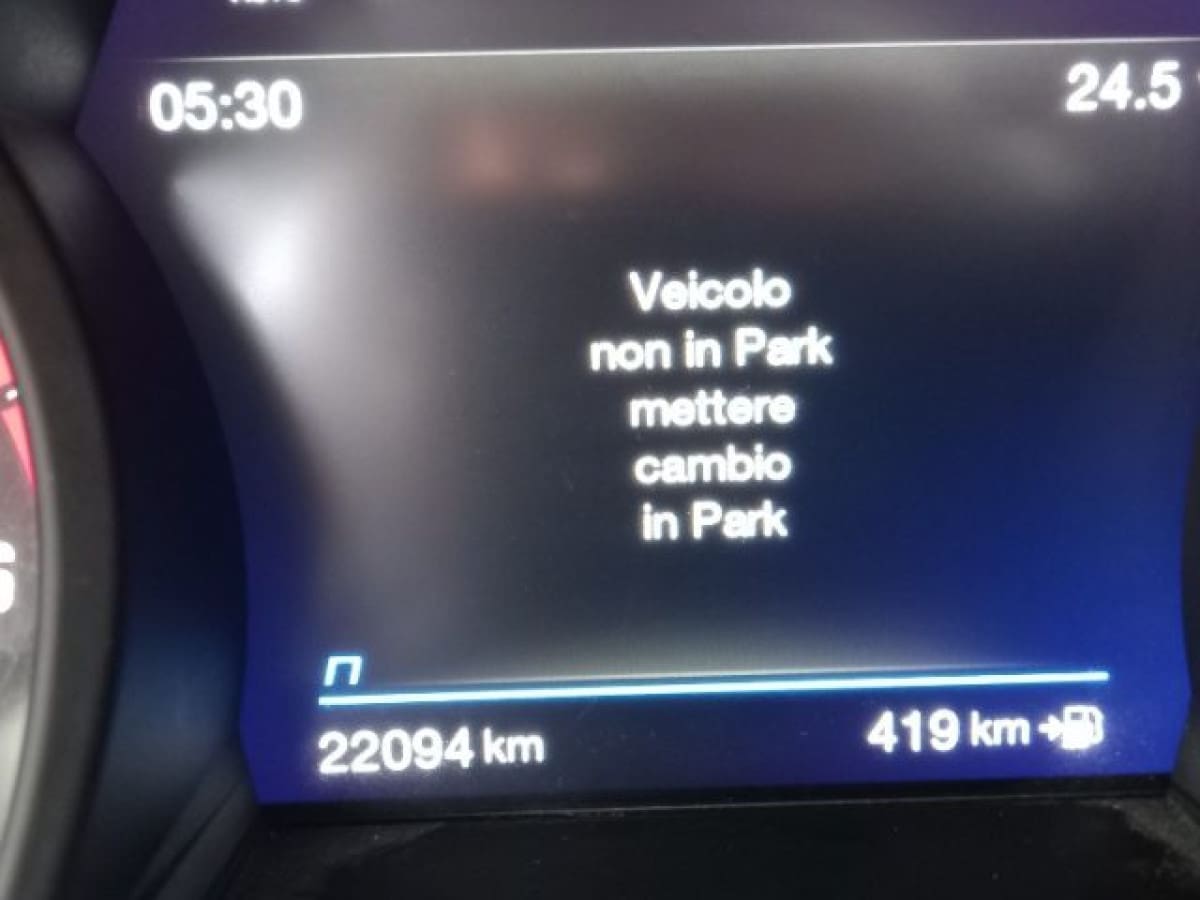 05:30
24.5
Veicolo
non in Park
mettere
cambio
in Park
n
22094 km
419 km